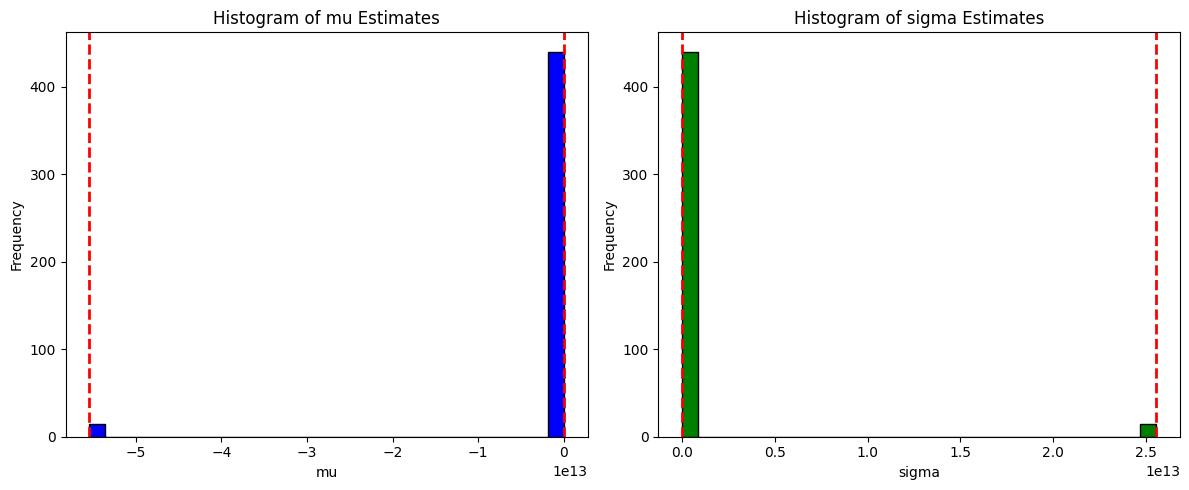 Histogram of mu Estimates
Frequency
400
300
200
100
0
−5
−4
−3
−2
−1
0
1e13
mu
Histogram of sigma Estimates
Frequency
400
300
200
100
0
0.0
0.5
1.0
1.5
2.0
2.5
1e13
sigma